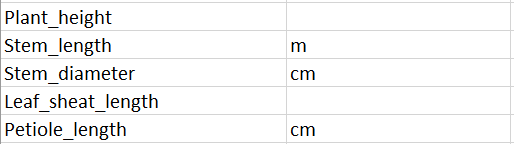 Plant_height
Stem_length m
Stem_diameter cm
Leaf_sheat_length
Petiole_length cm